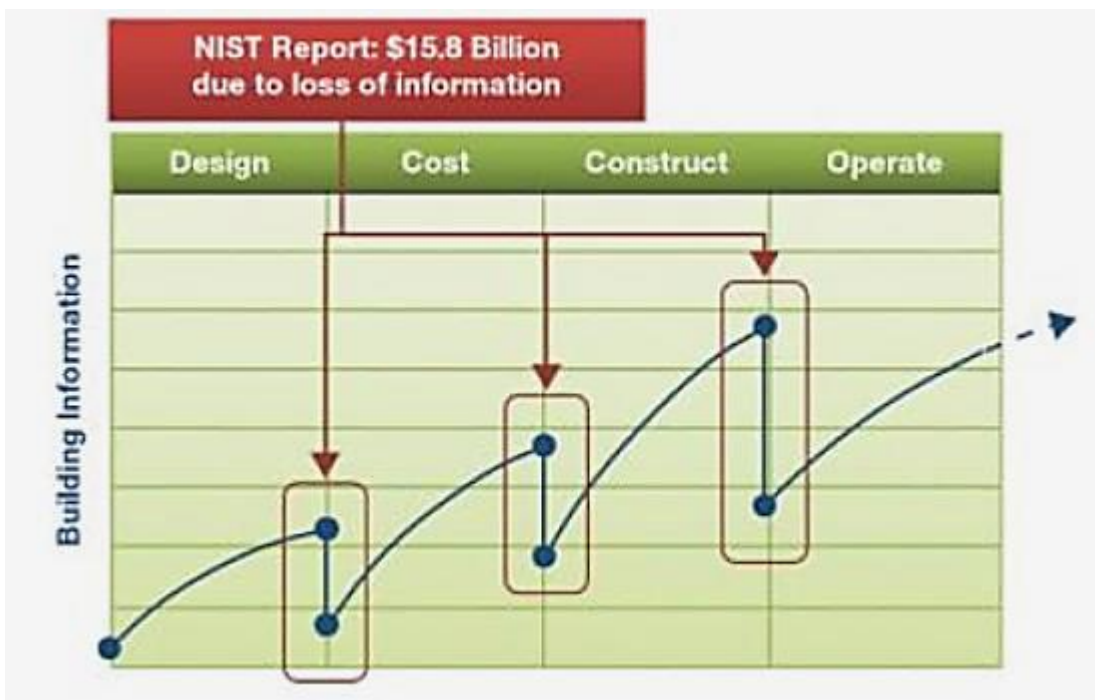 NIST Report: $15.8 Billion
due to loss of information
Design
Cost
Construct
Operate
Building Information